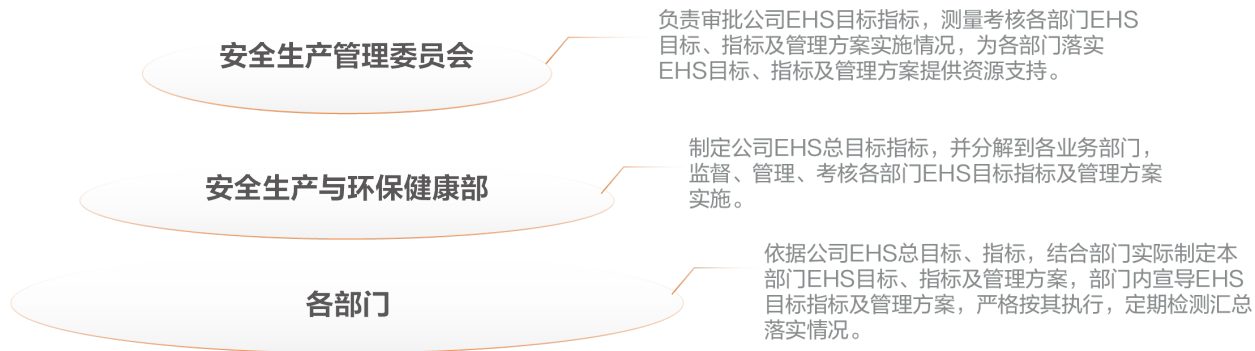 安全生产管理委员会
负责审批公司EHS目标指标，测量考核各部门EHS
目标、指标及管理方案实施情况，为各部门落实
EHS目标、指标及管理方案提供资源支持。
安全生产与环保健康部
制定公司EHS总目标指标，并分解到各业务部门，
监督、管理、考核各部门EHS目标指标及管理方案
实施。
各部门
依据公司EHS总目标、指标，结合部门实际制定本
部门EHS目标、指标及管理方案，部门内宣导EHS
目标指标及管理方案，严格按其执行，定期检测汇总
落实情况。